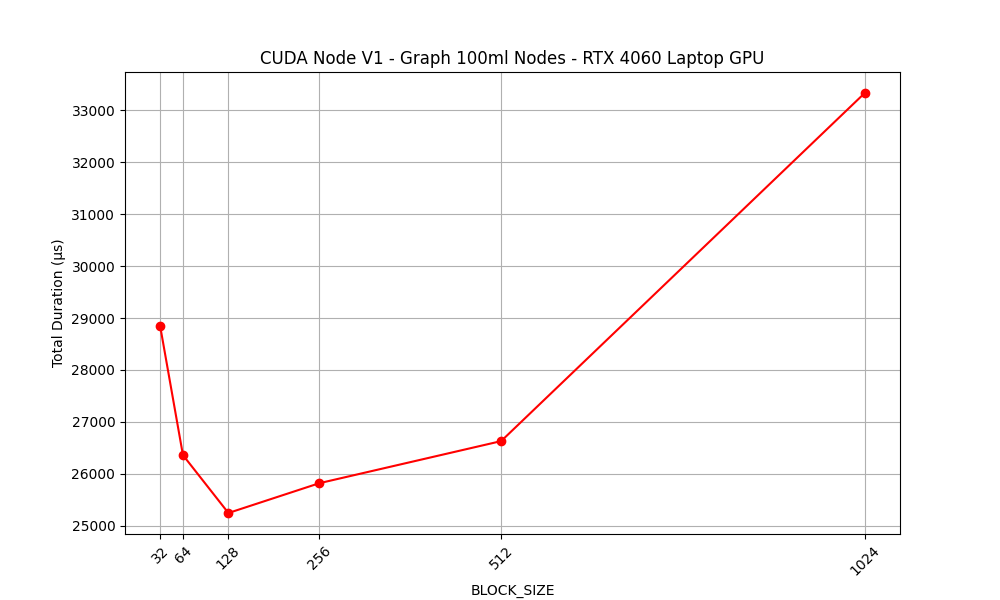 CUDA Node V1 - Graph 100ml Nodes - RTX 4060 Laptop GPU
Total Duration (µs)
33000
32000
31000
30000
29000
28000
27000
26000
25000
32 64 128 256 512 1024
BLOCK_SIZE